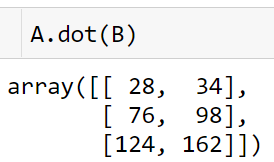 A.dot(B)
array([[ 28,  34],
       [ 76,  98],
       [124, 162]])